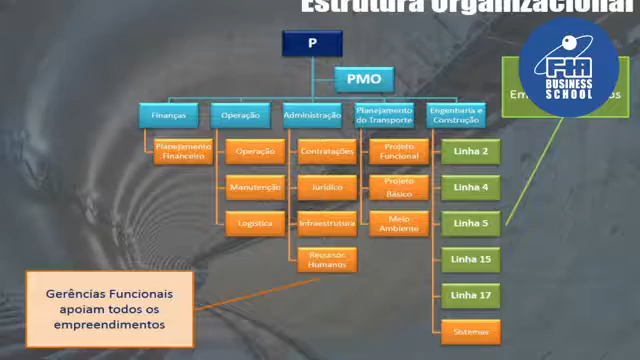 Estrutura Organizacional
P
PMO
FIA
BUSINESS
SCHOOL
Finanças
Operação
Administração
Planejamento
do Transporte
Engenharia e
Construção
Planejamento
Financeiro
Operação
Contratações
Projeto
Funcional
Linha 2
Manutenção
Jurídico
Projeto
Básico
Linha 4
Logística
Infraestrutura
Meio
Ambiente
Linha 5
Recursos
Humanos
Linha 15
Linha 17
Sistemas
Gerências Funcionais
apoiam todos os
empreendimentos